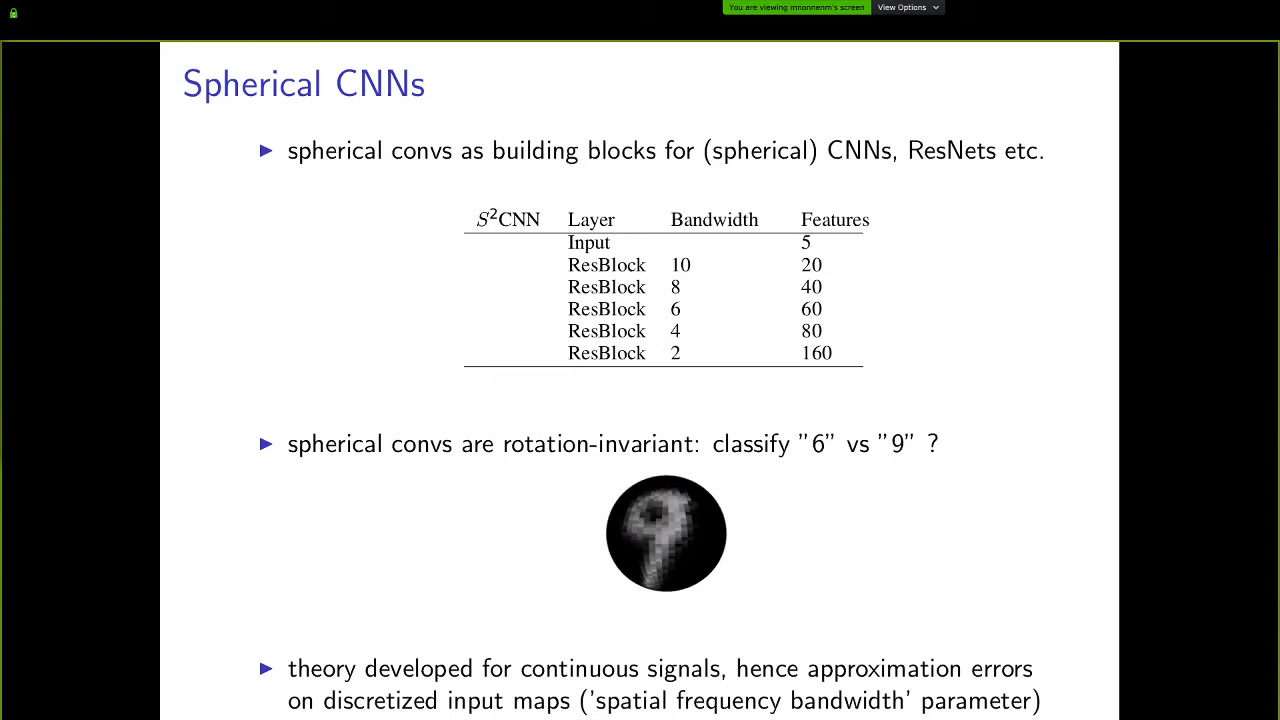 You are viewing mnonnenm's screen View Options
Spherical CNNs
spherical convs as building blocks for (spherical) CNNs, ResNets etc.
S²CNN Layer Bandwidth Features
Input 5
ResBlock 10 20
ResBlock 8 40
ResBlock 6 60
ResBlock 4 80
ResBlock 2 160
spherical convs are rotation-invariant: classify "6" vs "9" ?
9
theory developed for continuous signals, hence approximation errors
on discretized input maps ('spatial frequency bandwidth' parameter)